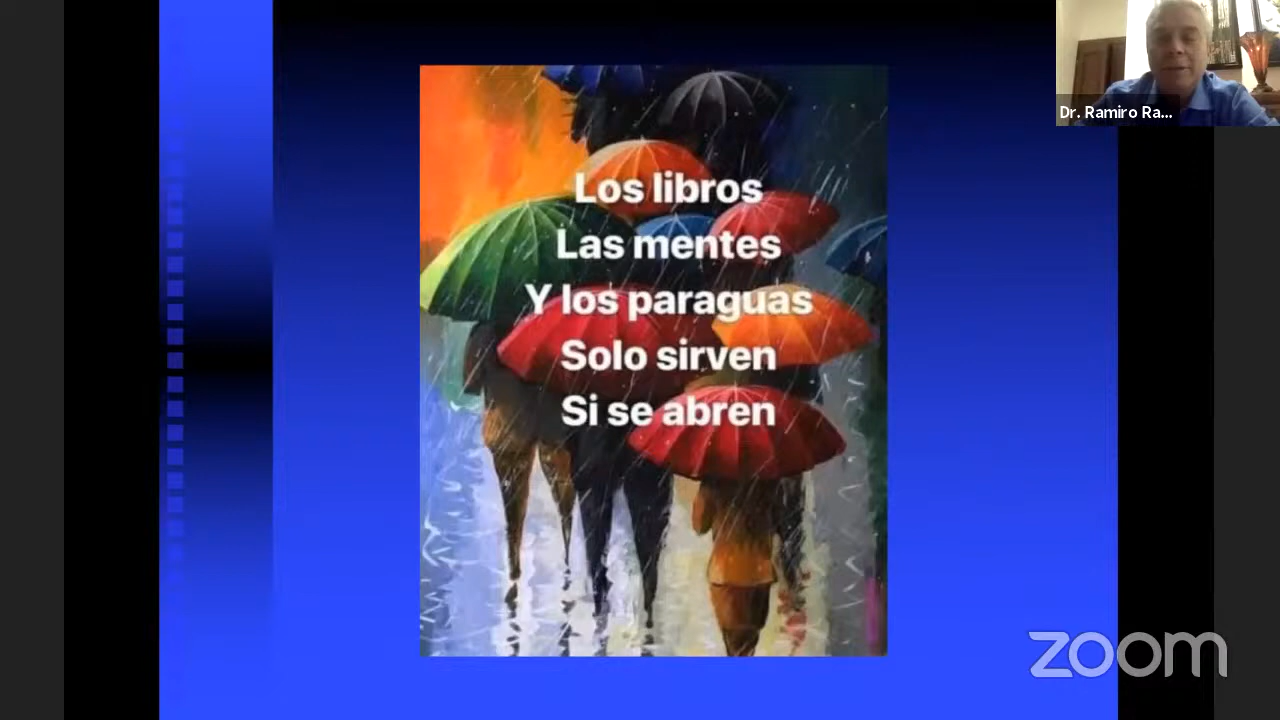 Dr. Ramiro Ra...
Los libros
Las mentes
Y los paraguas
Solo sirven
Si se abren
zoom